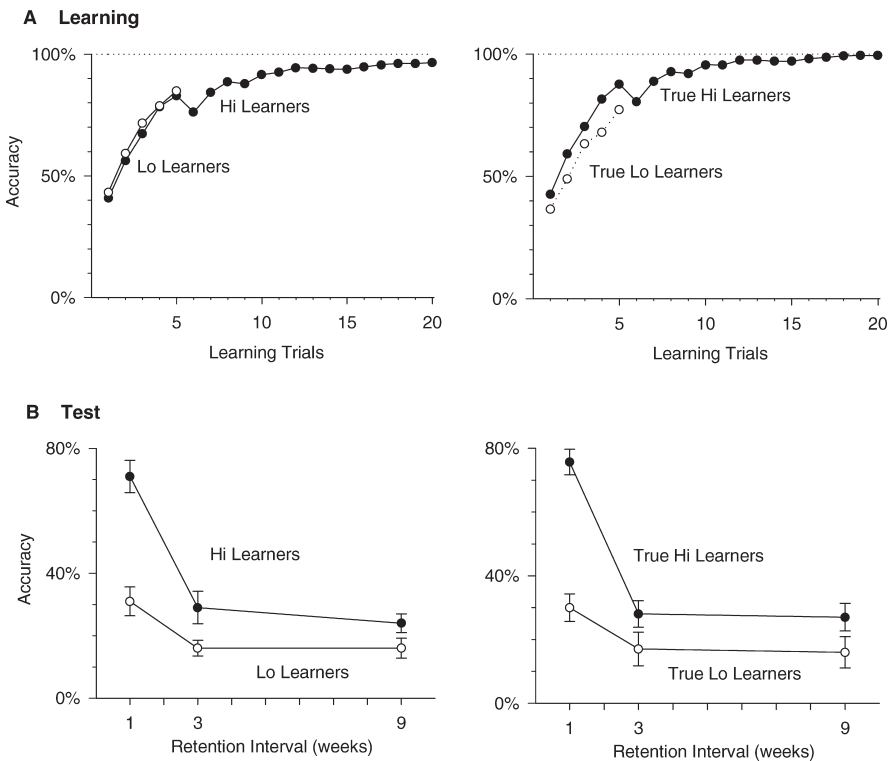 A Learning
100%
50%
0%
Accuracy
Hi Learners
Lo Learners
5 10 15 20
Learning Trials
100%
50%
0%
True Hi Learners
True Lo Learners
5 10 15 20
Learning Trials
B Test
80%
40%
0%
Accuracy
Hi Learners
Lo Learners
1 3 9
Retention Interval (weeks)
80%
40%
0%
True Hi Learners
True Lo Learners
1 3 9
Retention Interval (weeks)